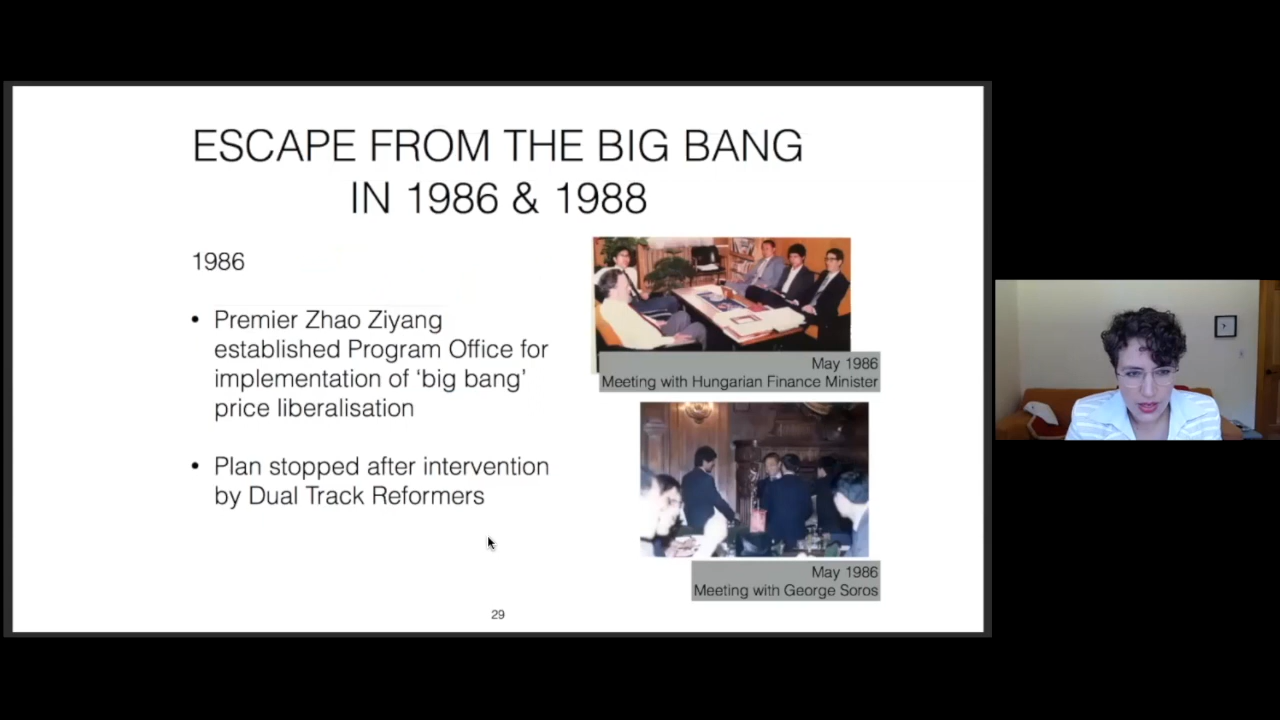 ESCAPE FROM THE BIG BANG
IN 1986 & 1988
1986
• Premier Zhao Ziyang
established Program Office for
implementation of ‘big bang’
price liberalisation
• Plan stopped after intervention
by Dual Track Reformers
May 1986
Meeting with Hungarian Finance Minister
May 1986
Meeting with George Soros
29